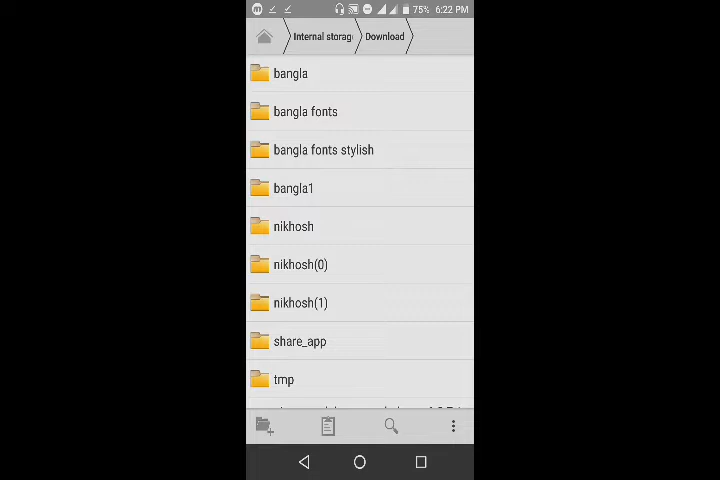 75% 6:22 PM
Internal storag Download
bangla
bangla fonts
bangla fonts stylish
bangla1
nikhosh
nikhosh(0)
nikhosh(1)
share_app
tmp